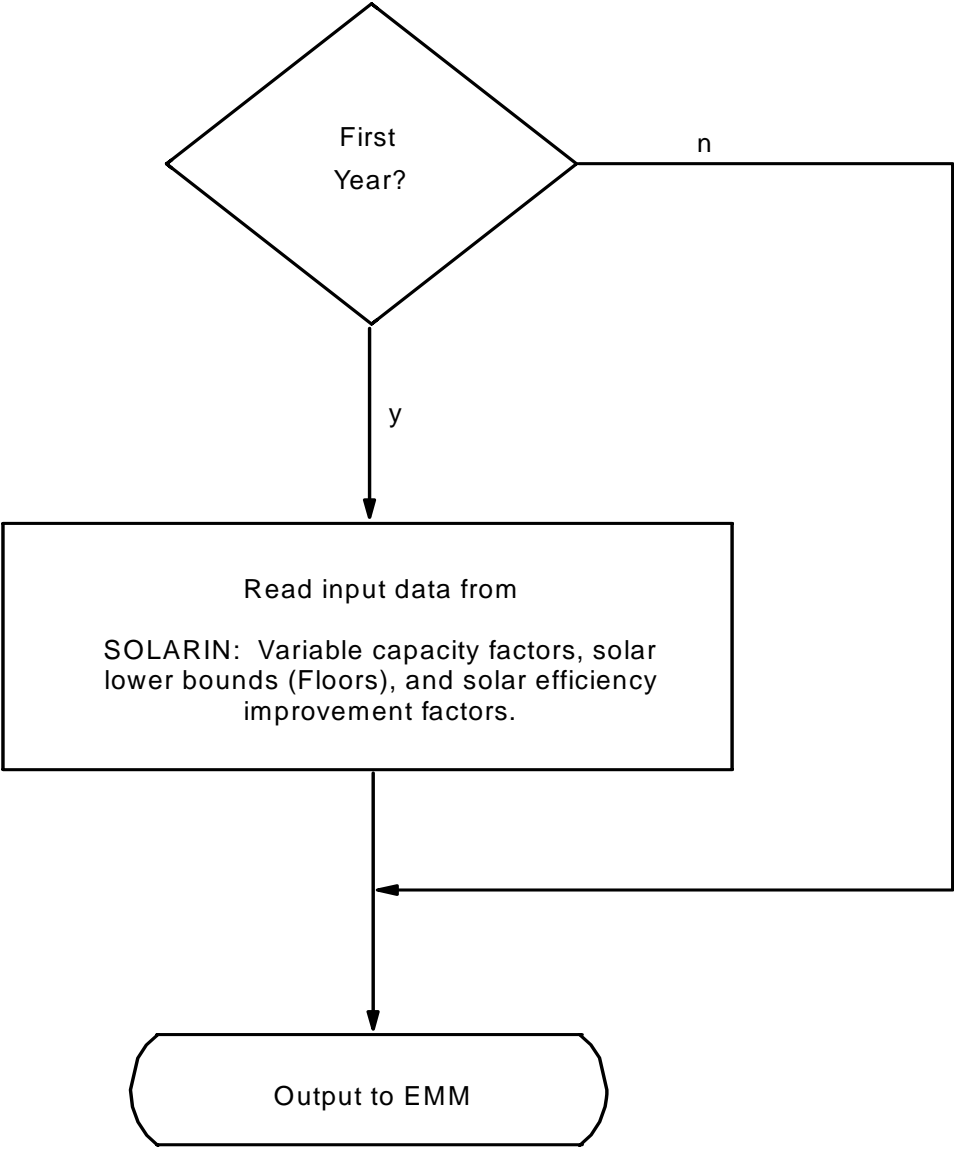 First
Year?
n
y
Read input data from
SOLARIN:  Variable capacity factors, solar
lower bounds (Floors), and solar efficiency
improvement factors.
Output to EMM